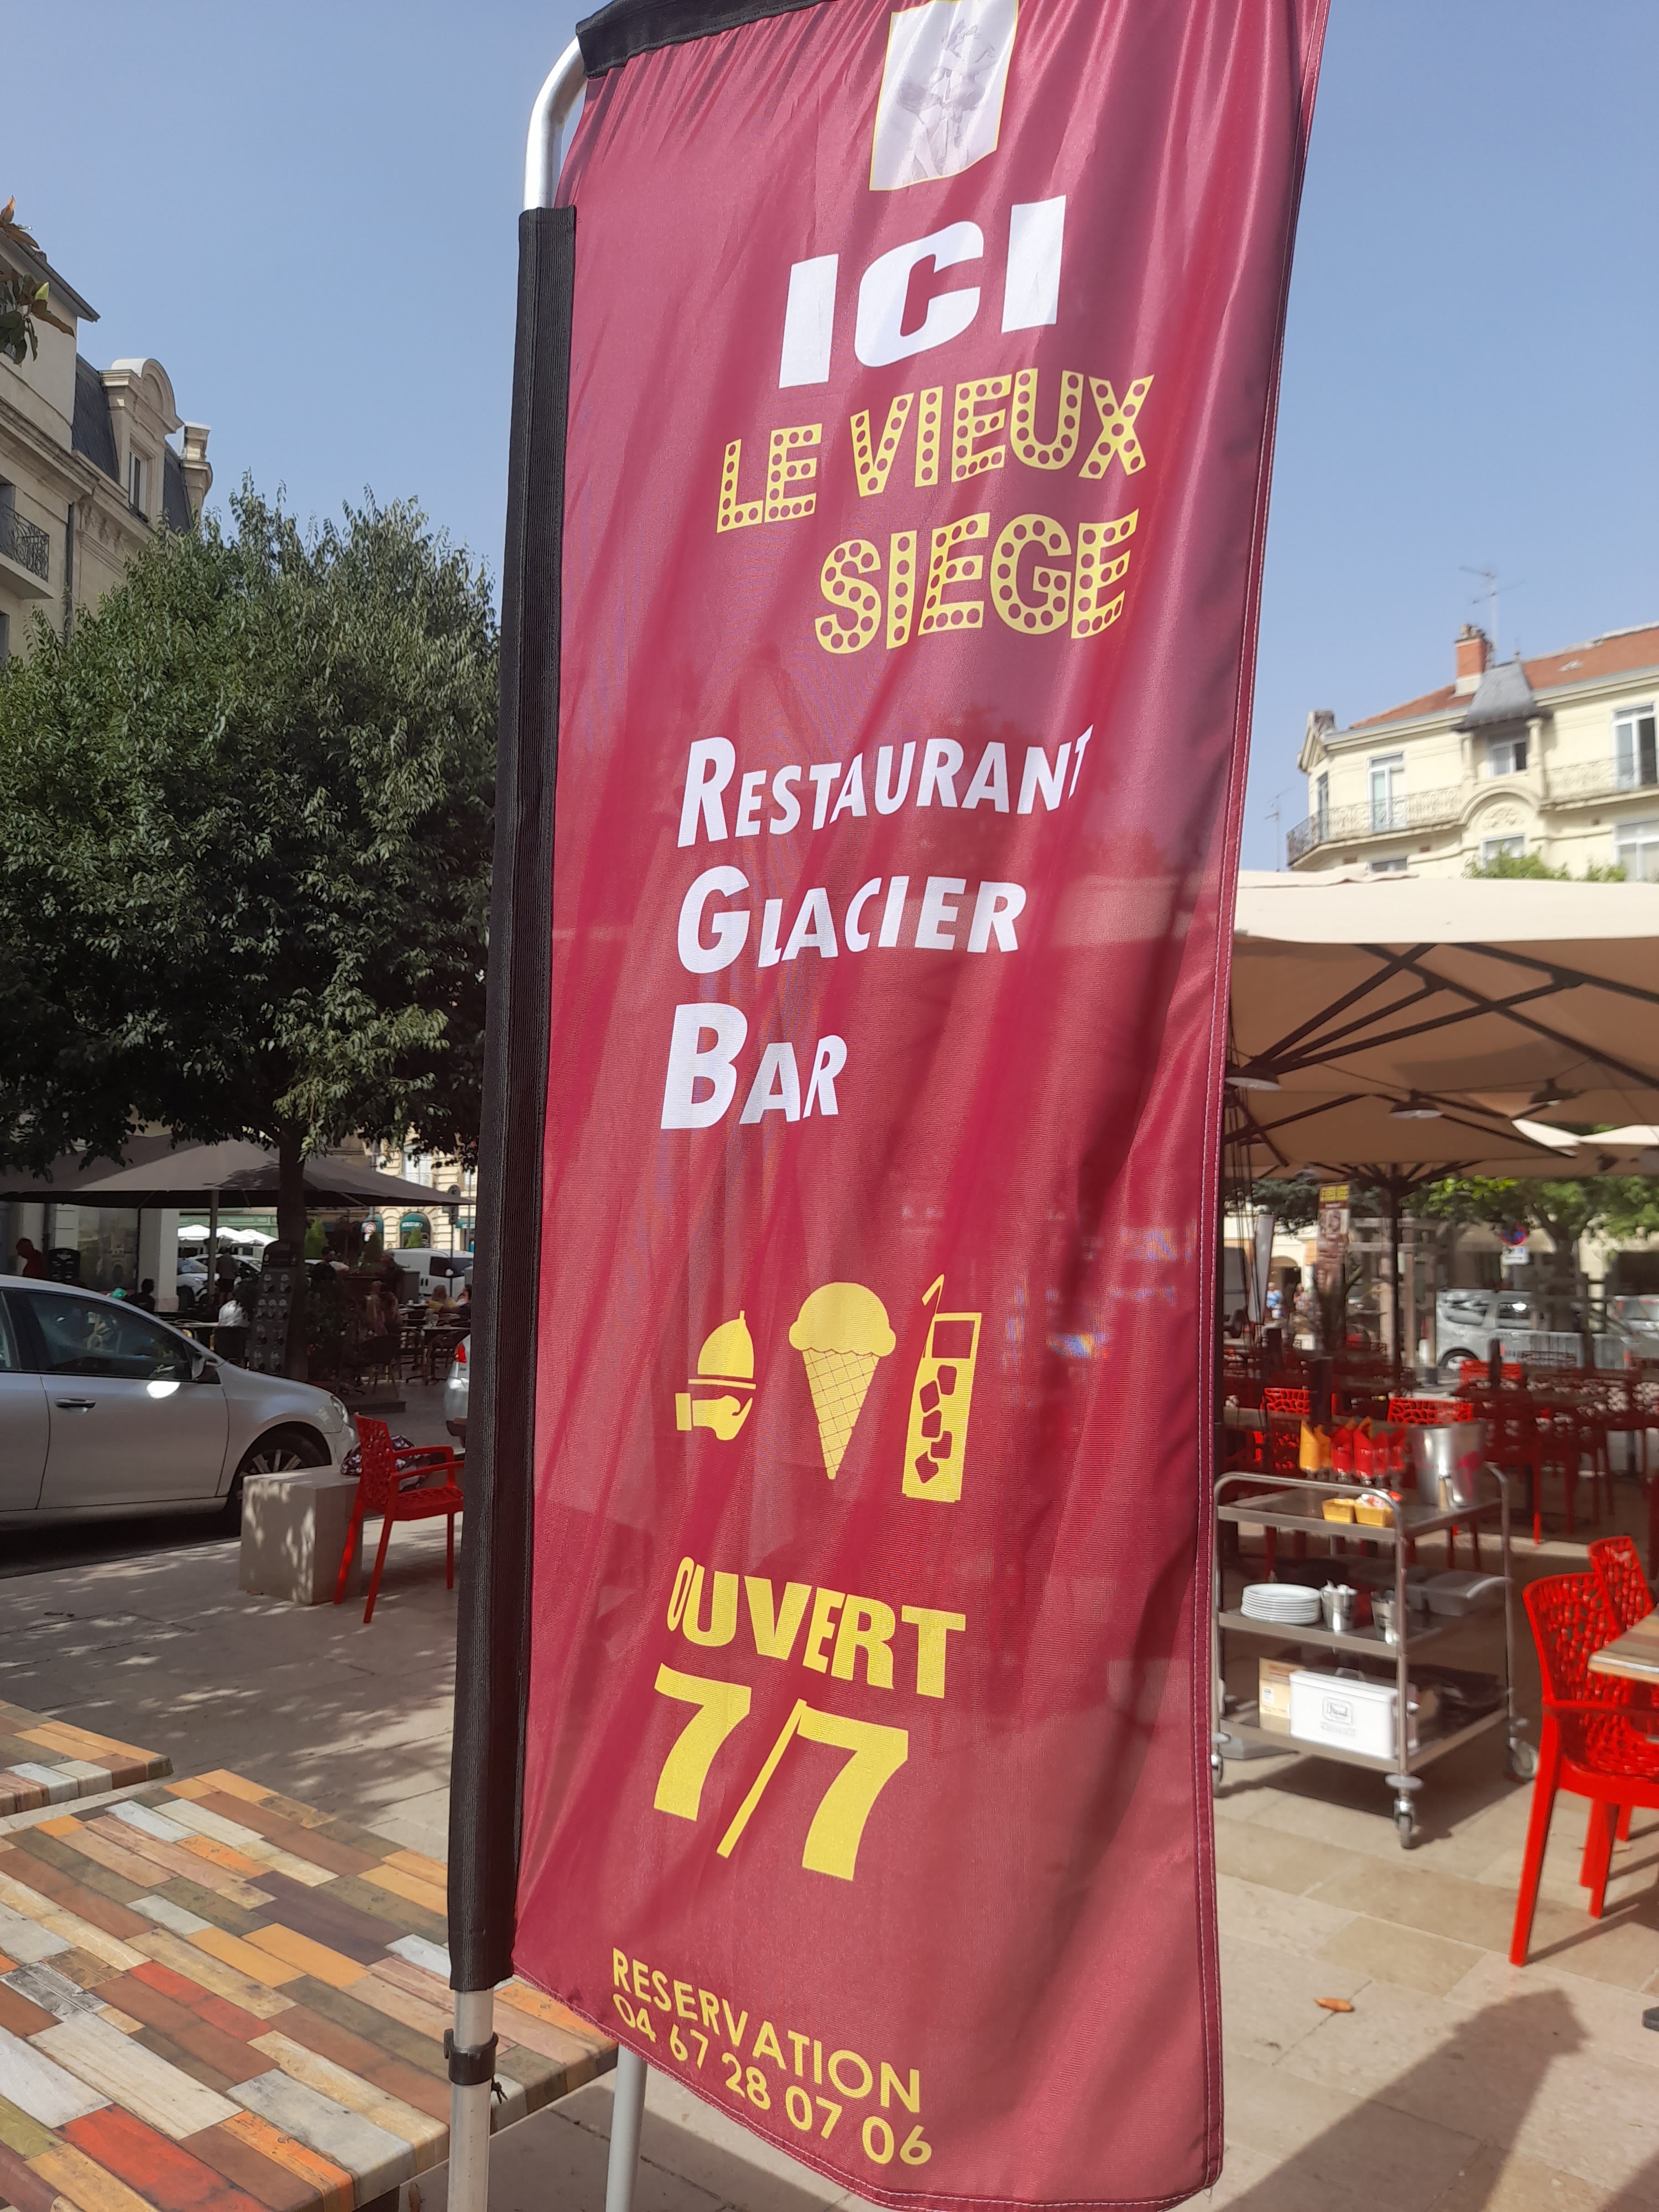 ICI
LE VIEUX
SIEGE
RESTAURANT
GLACIER
BAR
OUVERT
7/7
RESERVATION
04 67 28 07 06